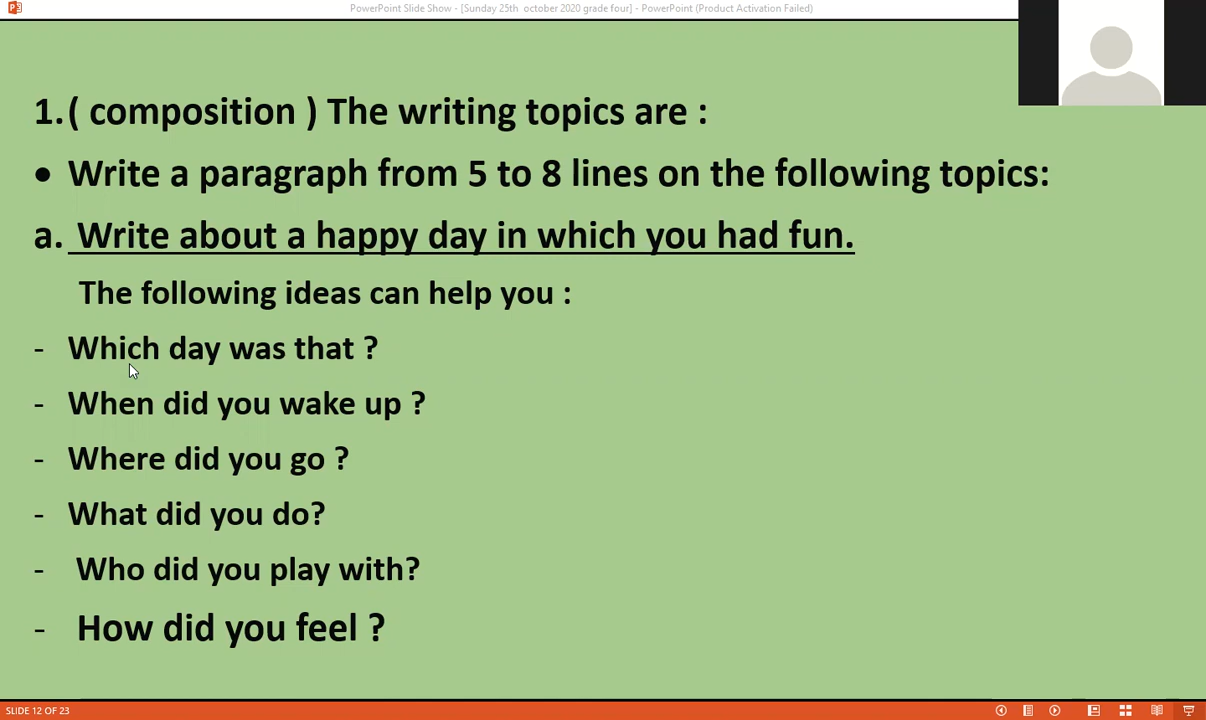 PowerPoint Slide Show - [Sunday 25th october 2020 grade four] - PowerPoint (Product Activation Failed)
1. ( composition ) The writing topics are :
• Write a paragraph from 5 to 8 lines on the following topics:
a. Write about a happy day in which you had fun.
The following ideas can help you :
- Which day was that ?
- When did you wake up ?
- Where did you go ?
- What did you do?
- Who did you play with?
- How did you feel ?
SLIDE 12 OF 23